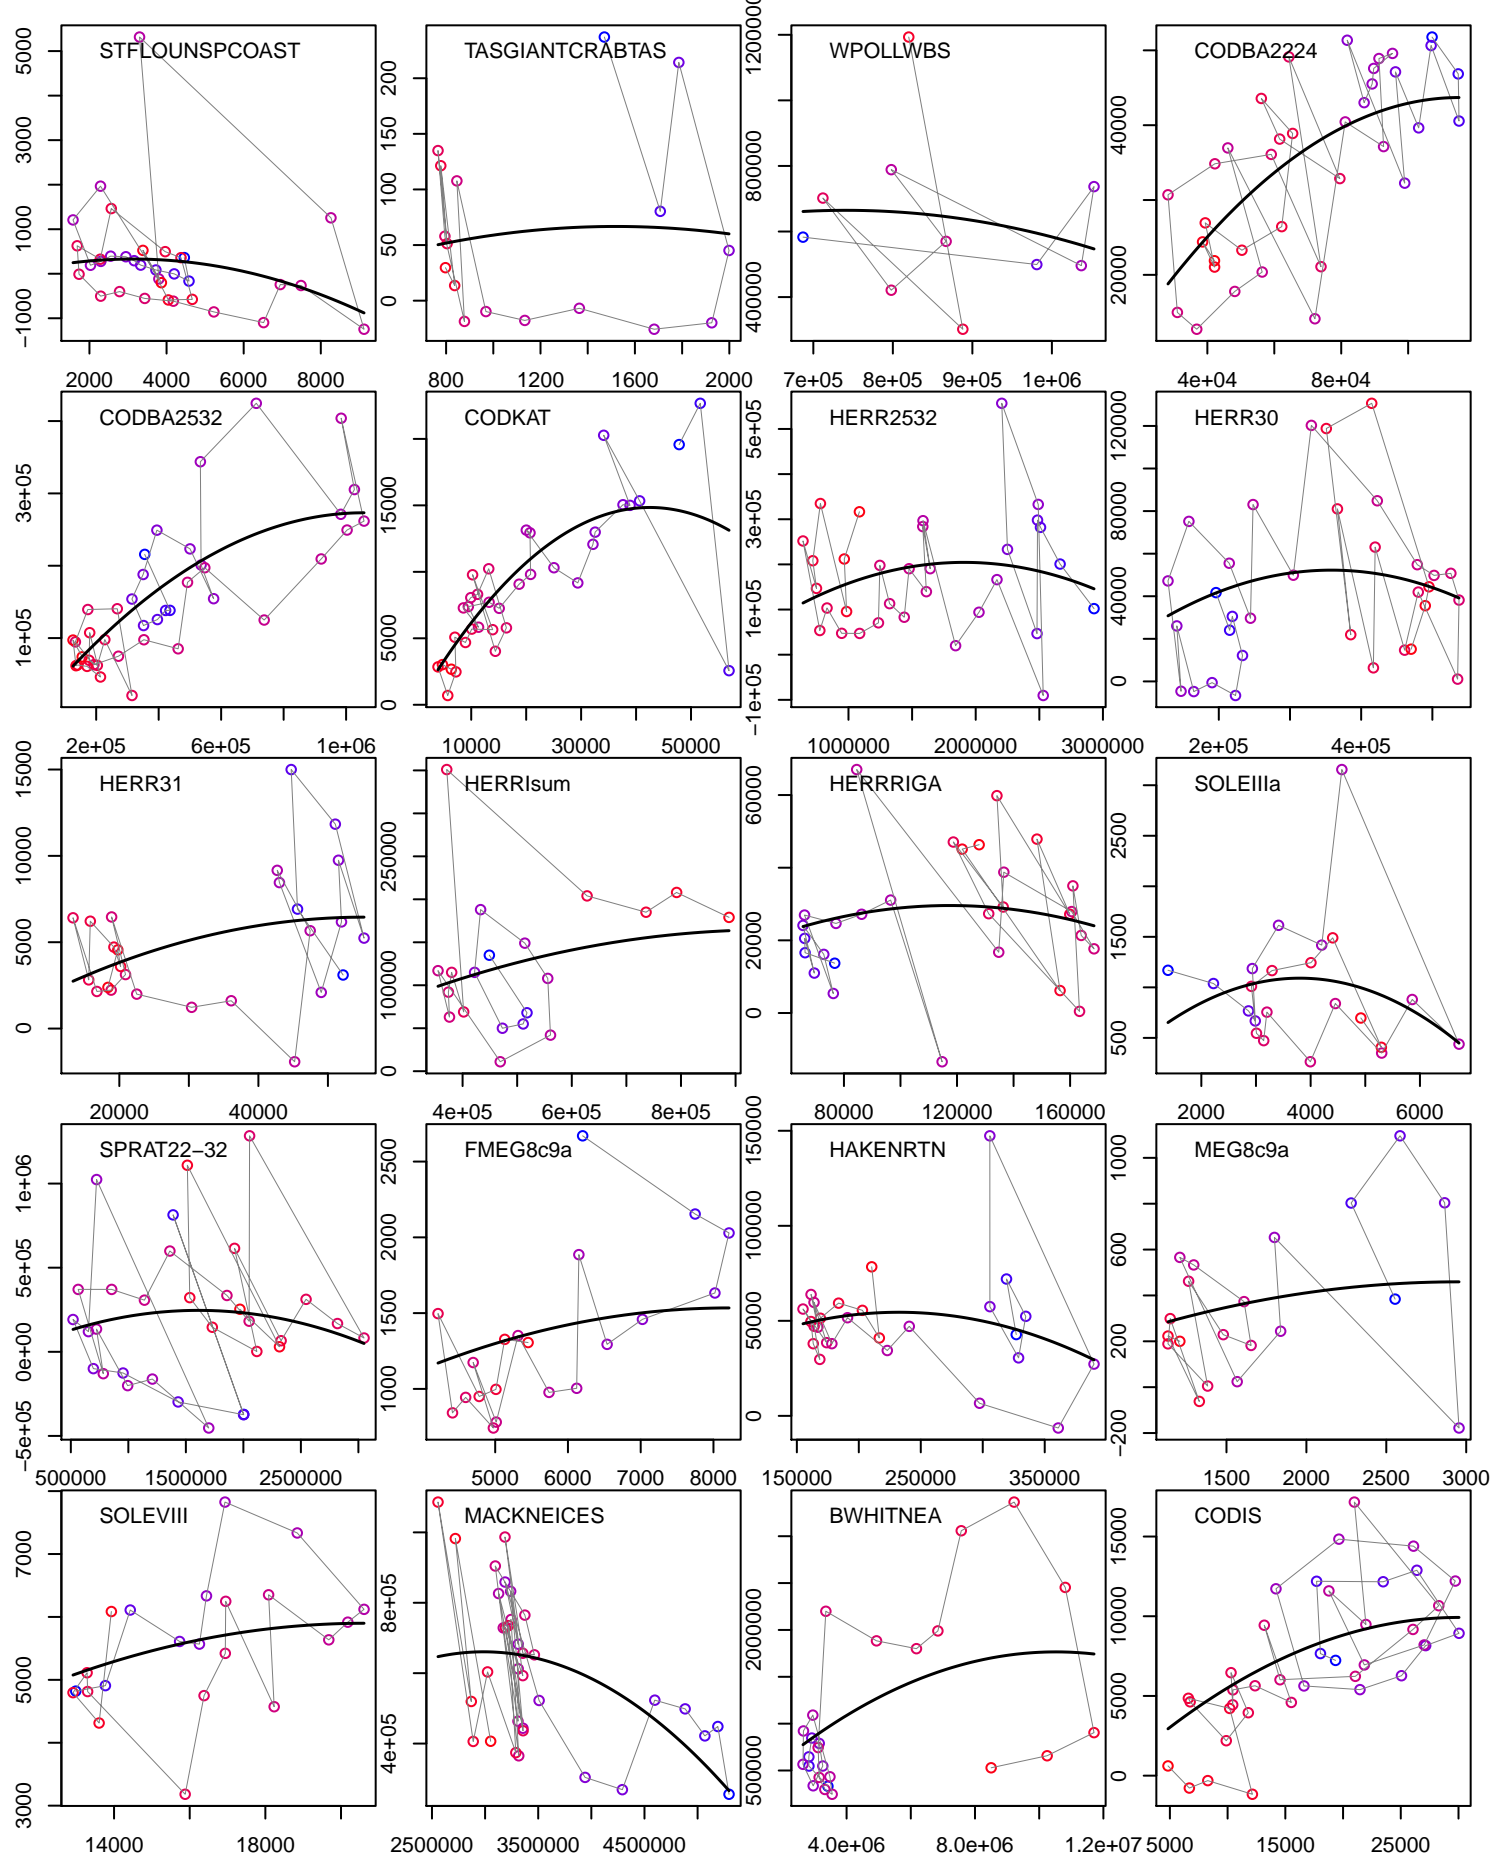 STFLOUNSPCOAST
−1000 1000 3000 5000
2000 4000 6000 8000
TASGIANTCRABTAS
0 50 100 150 200
800 1200 1600 2000
WPOLLWBS
400000 800000 1200000
7e+05 8e+05 9e+05 1e+06
CODBA2224
20000 40000
4e+04 8e+04
CODBA2532
1e+05 3e+05
2e+05 6e+05 1e+06
CODKAT
0 5000 15000
10000 30000 50000
HERR2532
−1e+05 1e+05 3e+05 5e+05
1000000 2000000 3000000
HERR30
0 40000 80000 120000
2e+05 4e+05
HERR31
0 5000 10000 15000
20000 40000
HERRIsum
0 100000 250000
4e+05 6e+05 8e+05
HERRRIGA
0 20000 60000
80000 120000 160000
SOLEIIIa
500 1500 2500
2000 4000 6000
SPRAT22−32
−5e+05 0e+00 5e+05 1e+06
5000000 1500000 2500000
FMEG8c9a
1000 1500 2000 2500
5000 6000 7000 8000
HAKENRTN
0 50000 100000 150000
150000 250000 350000
MEG8c9a
−200 200 600 1000
1500 2000 2500 3000
SOLEVIII
3000 5000 7000
14000 18000
MACKNEICES
4e+05 8e+05
2500000 3500000 4500000
BWHITNEA
500000 2000000
4.0e+06 8.0e+06 1.2e+07
CODIS
0 5000 10000 15000
5000 15000 25000